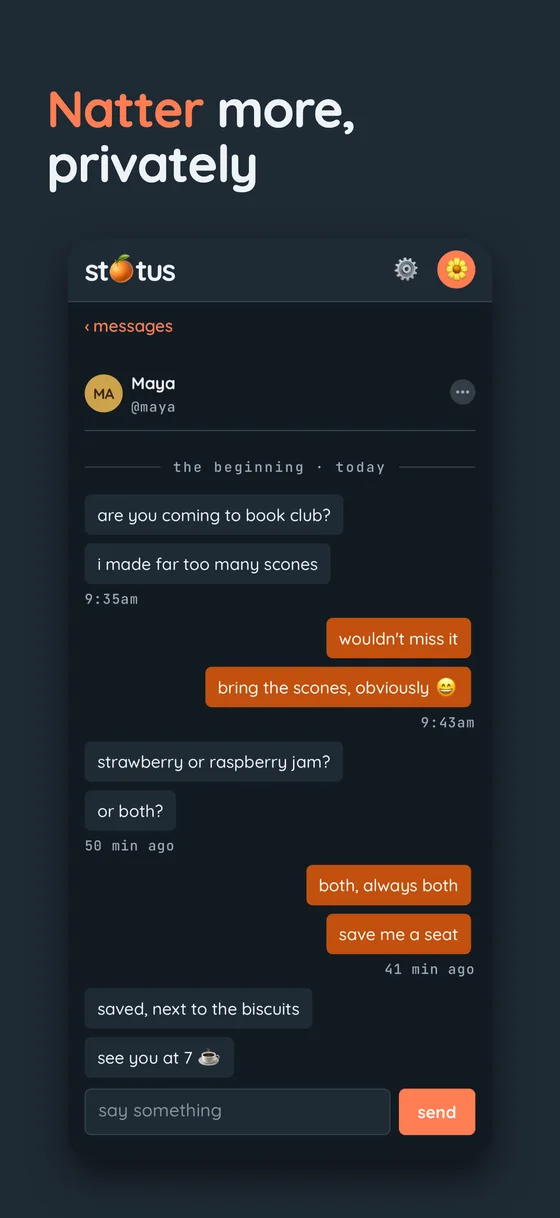 Natter more,
privately
st🍊tus
‹ messages
MA
Maya
@maya
the beginning · today
are you coming to book club?
i made far too many scones
9:35am
wouldn't miss it
bring the scones, obviously 😄
9:43am
strawberry or raspberry jam?
or both?
50 min ago
both, always both
save me a seat
41 min ago
saved, next to the biscuits
see you at 7 ☕
say something
send